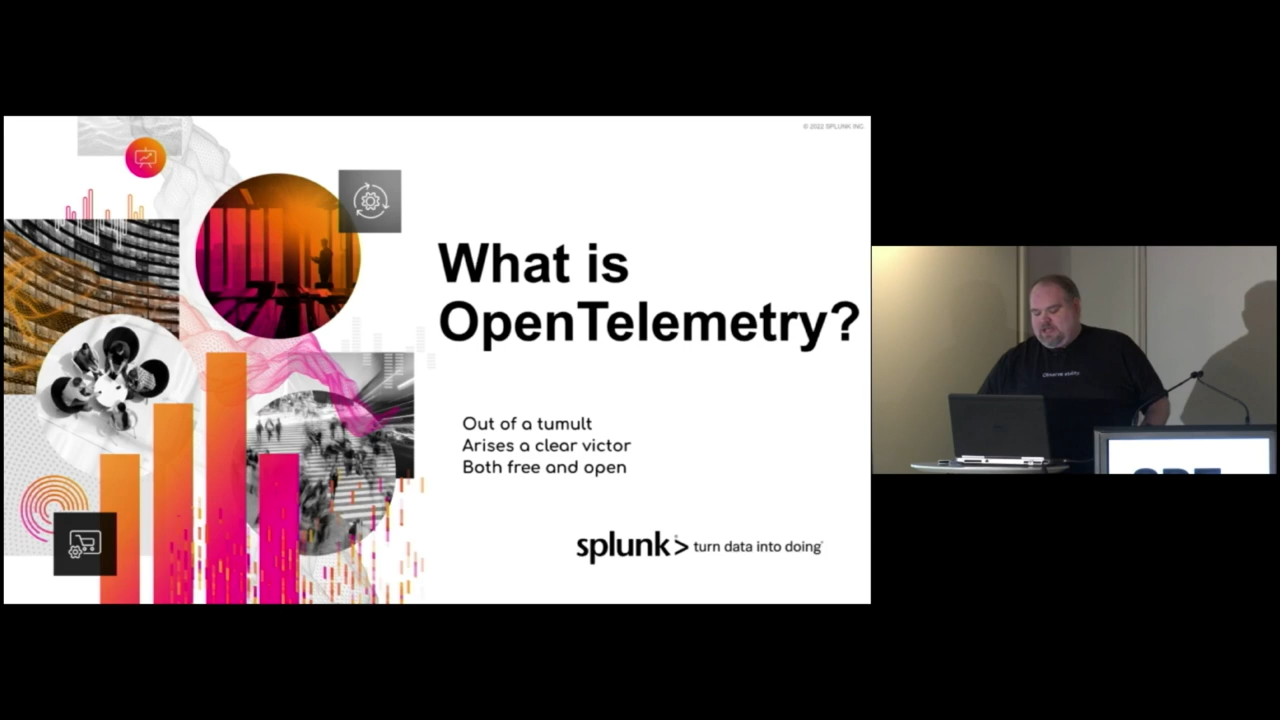 © 2022 SPLUNK INC.
What is
OpenTelemetry?
Out of a tumult
Arises a clear victor
Both free and open
splunk> turn data into doing